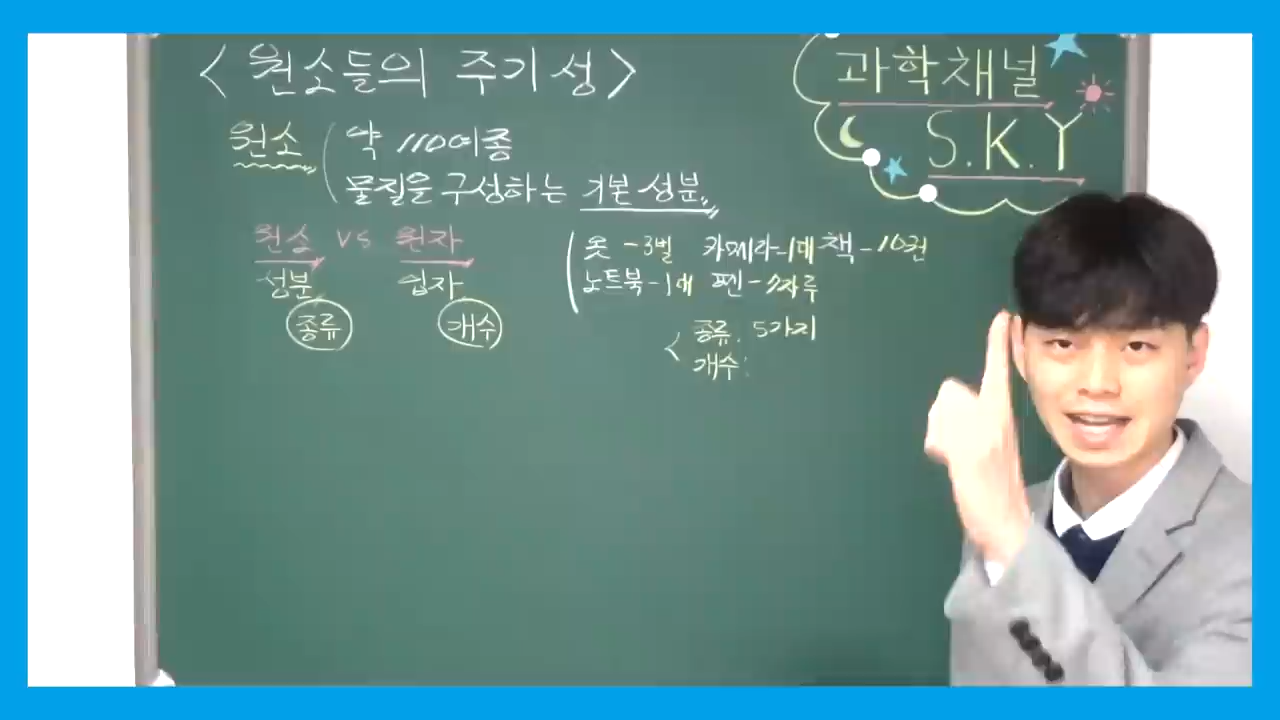 <원소들의 주기성>
과학채널
S.K.Y
원소 약 110여종
물질을 구성하는 기본 성분
원소 vs 원자
성분 입자
종류 개수
옷 -3벌 카메라-1대 책-10권
노트북-1대 펜-자루
종류: 5가지
개수: